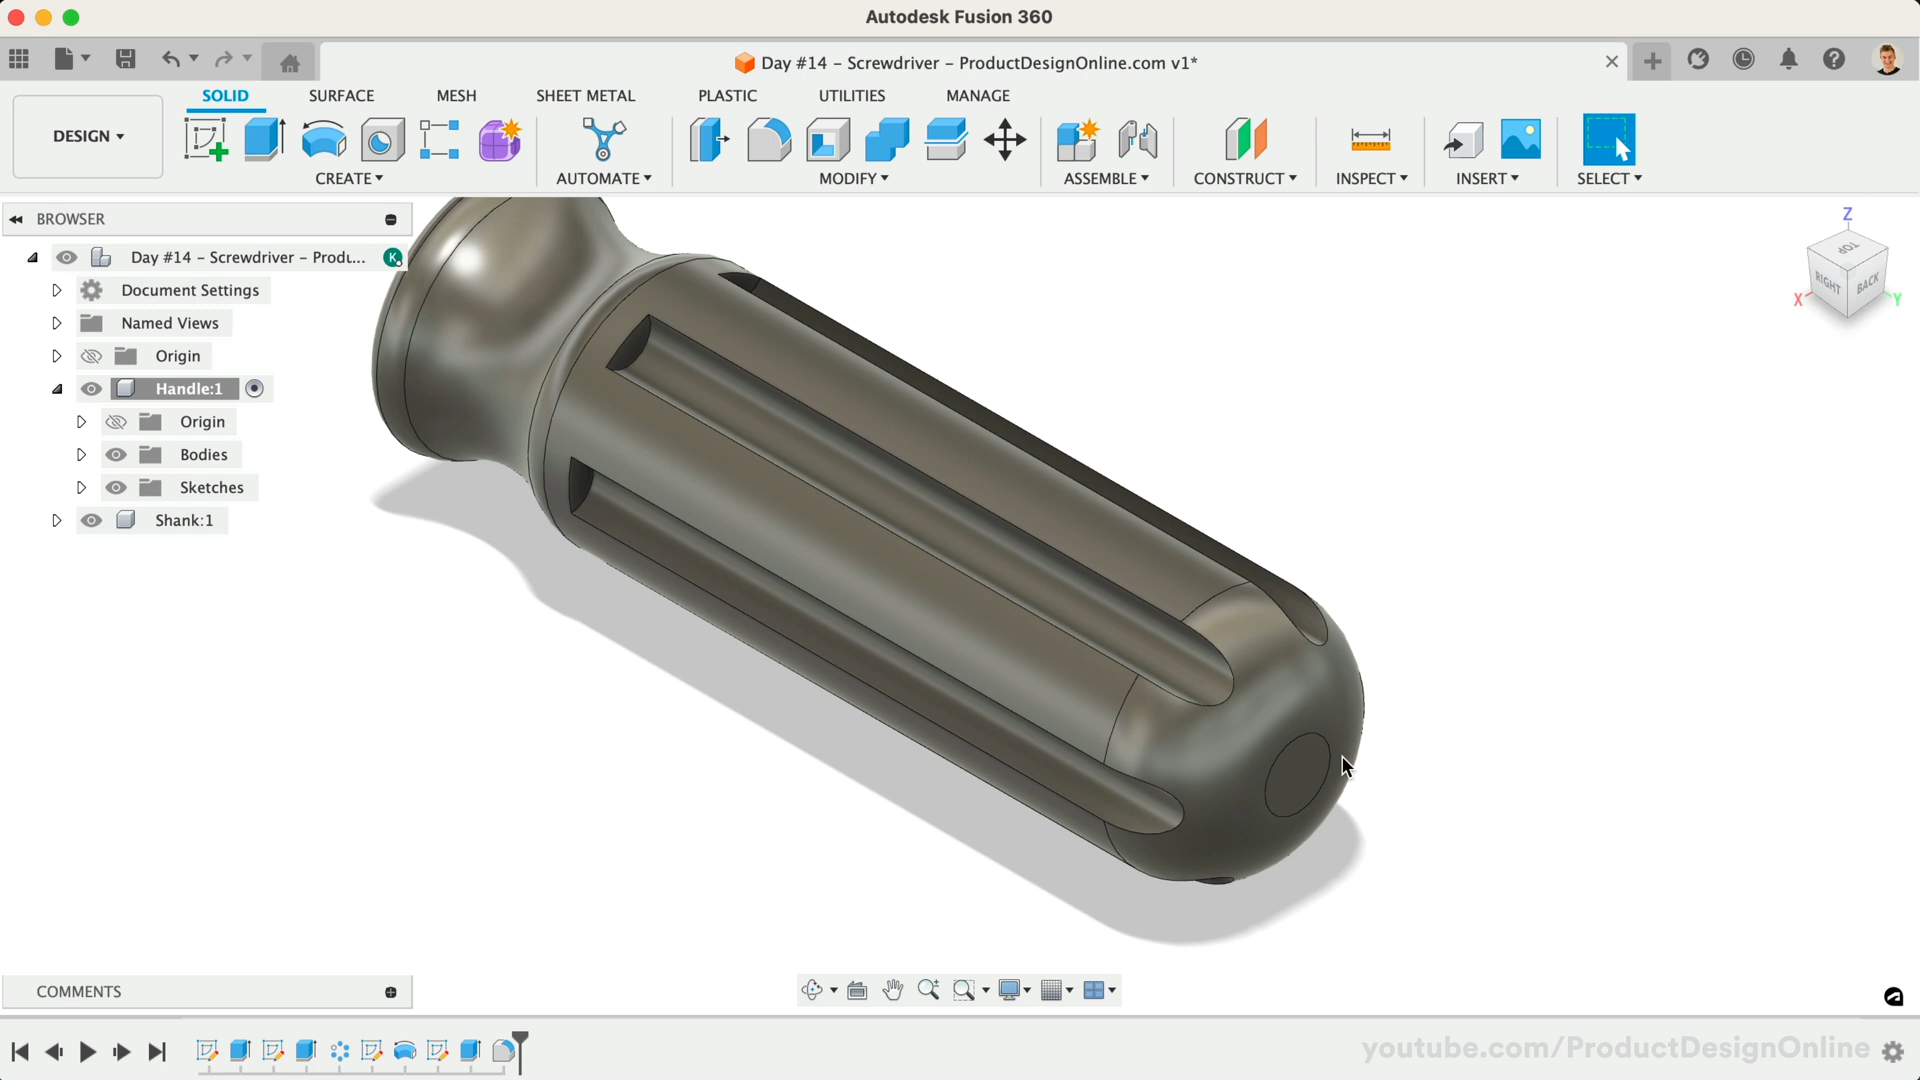 Autodesk Fusion 360
Day #14 – Screwdriver – ProductDesignOnline.com v1*
SOLID SURFACE MESH SHEET METAL PLASTIC UTILITIES MANAGE
DESIGN
CREATE AUTOMATE MODIFY ASSEMBLE CONSTRUCT INSPECT INSERT SELECT
BROWSER
Day #14 – Screwdriver – Produ...
K
Document Settings
Named Views
Origin
Handle:1
Origin
Bodies
Sketches
Shank:1
Z
TOP
RIGHT
BACK
X
Y
COMMENTS
youtube.com/ProductDesignOnline